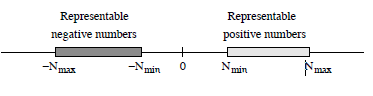 Representable Representable
negative numbers positive numbers
−Nmax −Nmin 0 Nmin Nmax